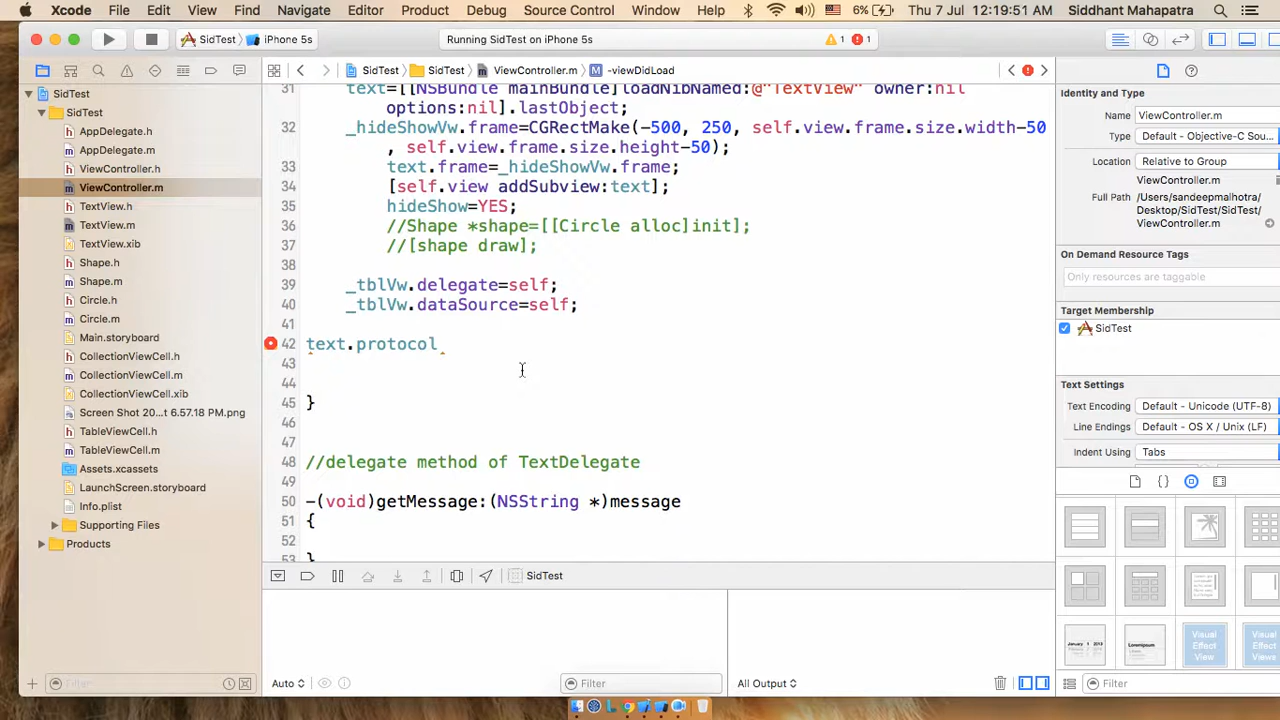 Xcode File Edit View Find Navigate Editor Product Debug Source Control Window Help 6% Thu 7 Jul 12:19:51 AM Siddhant Mahapatra
SidTest iPhone 5s Running SidTest on iPhone 5s 1 1
SidTest SidTest ViewController.m M -viewDidLoad
SidTest
SidTest
AppDelegate.h
AppDelegate.m
ViewController.h
ViewController.m
TextView.h
TextView.m
TextView.xib
Shape.h
Shape.m
Circle.h
Circle.m
Main.storyboard
CollectionViewCell.h
CollectionViewCell.m
CollectionViewCell.xib
Screen Shot 20...t 6.57.18 PM.png
TableViewCell.h
TableViewCell.m
Assets.xcassets
LaunchScreen.storyboard
Info.plist
Supporting Files
Products
Filter
31 text=[[NSBundle mainBundle]loadNibNamed:@"TextView" owner:nil
options:nil].lastObject;
32 _hideShowVw.frame=CGRectMake(-500, 250, self.view.frame.size.width-50
, self.view.frame.size.height-50);
33 text.frame=_hideShowVw.frame;
34 [self.view addSubview:text];
35 hideShow=YES;
36 //Shape *shape=[[Circle alloc]init];
37 //[shape draw];
38
39 _tblVw.delegate=self;
40 _tblVw.dataSource=self;
41
42 text.protocol
43
44
45 }
46
47
48 //delegate method of TextDelegate
49
50 -(void)getMessage:(NSString *)message
51 {
52
53 }
SidTest
Auto Filter All Output
Identity and Type
Name ViewController.m
Type Default - Objective-C Sou...
Location Relative to Group
ViewController.m
Full Path /Users/sandeepmalhotra/
Desktop/SidTest/SidTest/
ViewController.m
On Demand Resource Tags
Only resources are taggable
Target Membership
SidTest
Text Settings
Text Encoding Default - Unicode (UTF-8)
Line Endings Default - OS X / Unix (LF)
Indent Using Tabs
{ }
Visual Effect View Visual Effect View
Filter